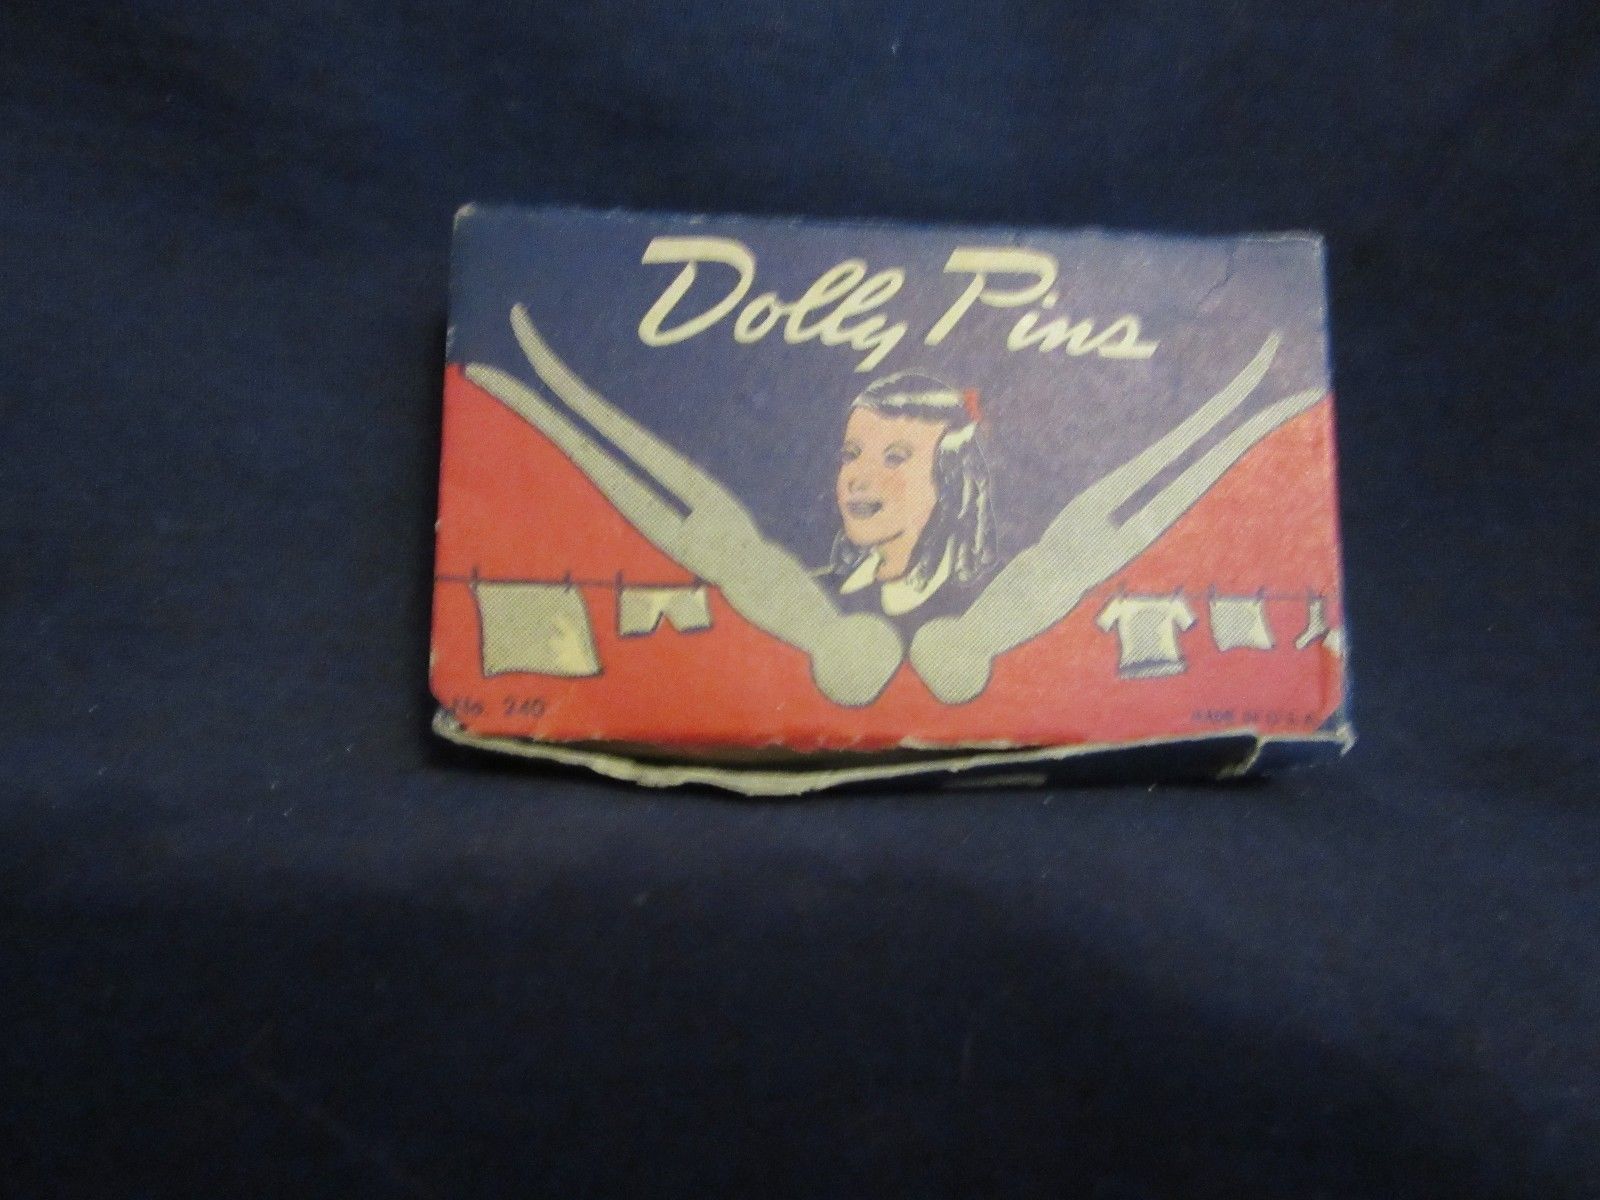 Dolly Pins
No. 240
MADE IN U.S.A.